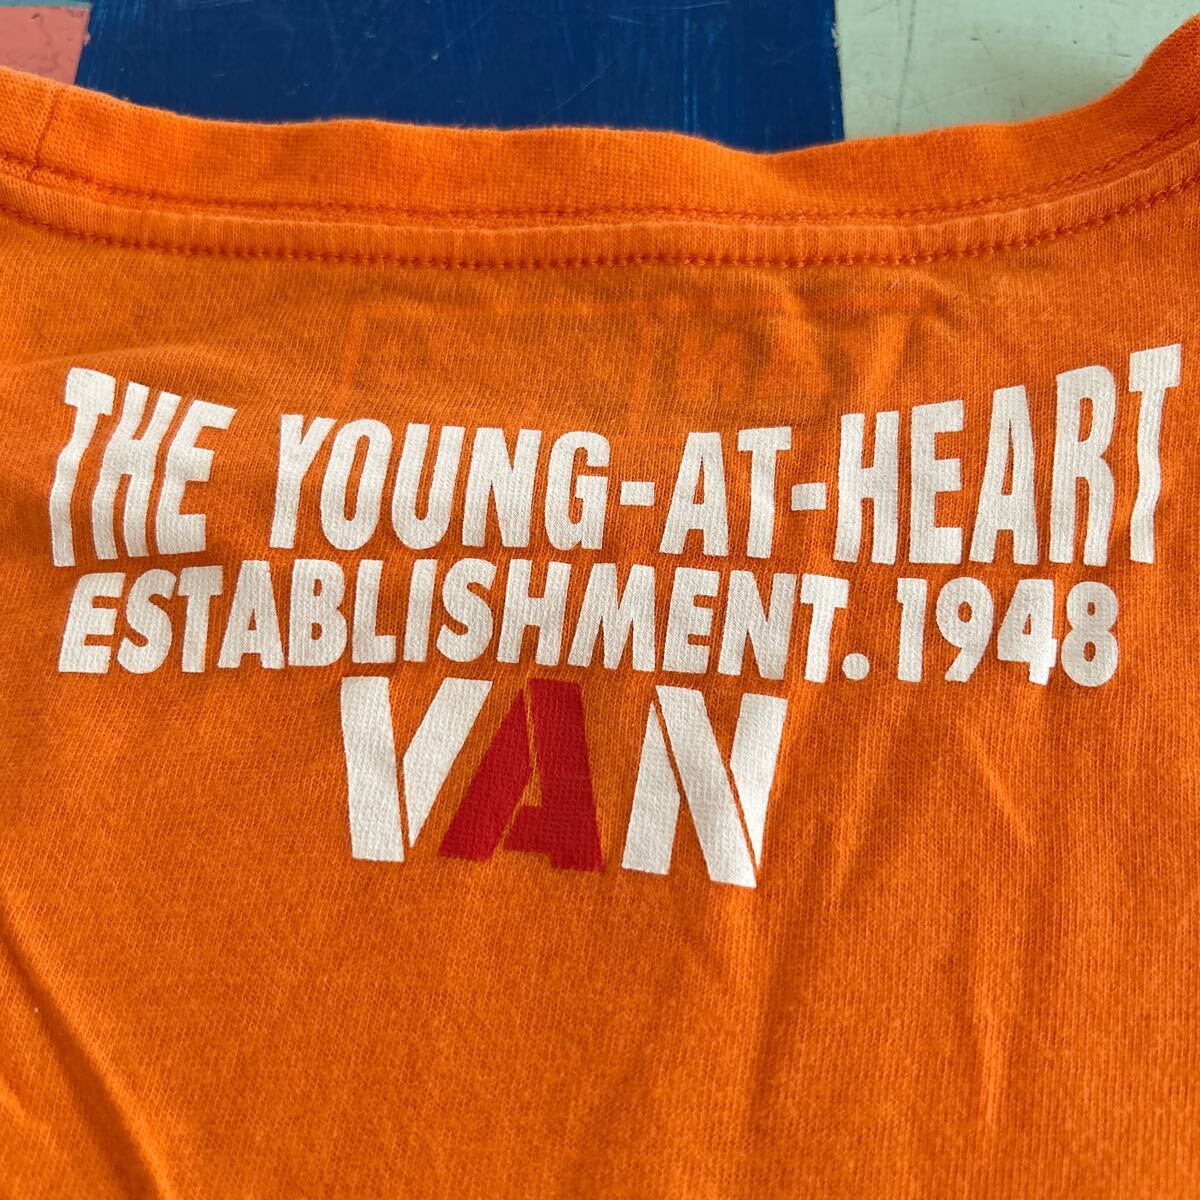 THE YOUNG-AT-HEART
ESTABLISHMENT.1948
VAN